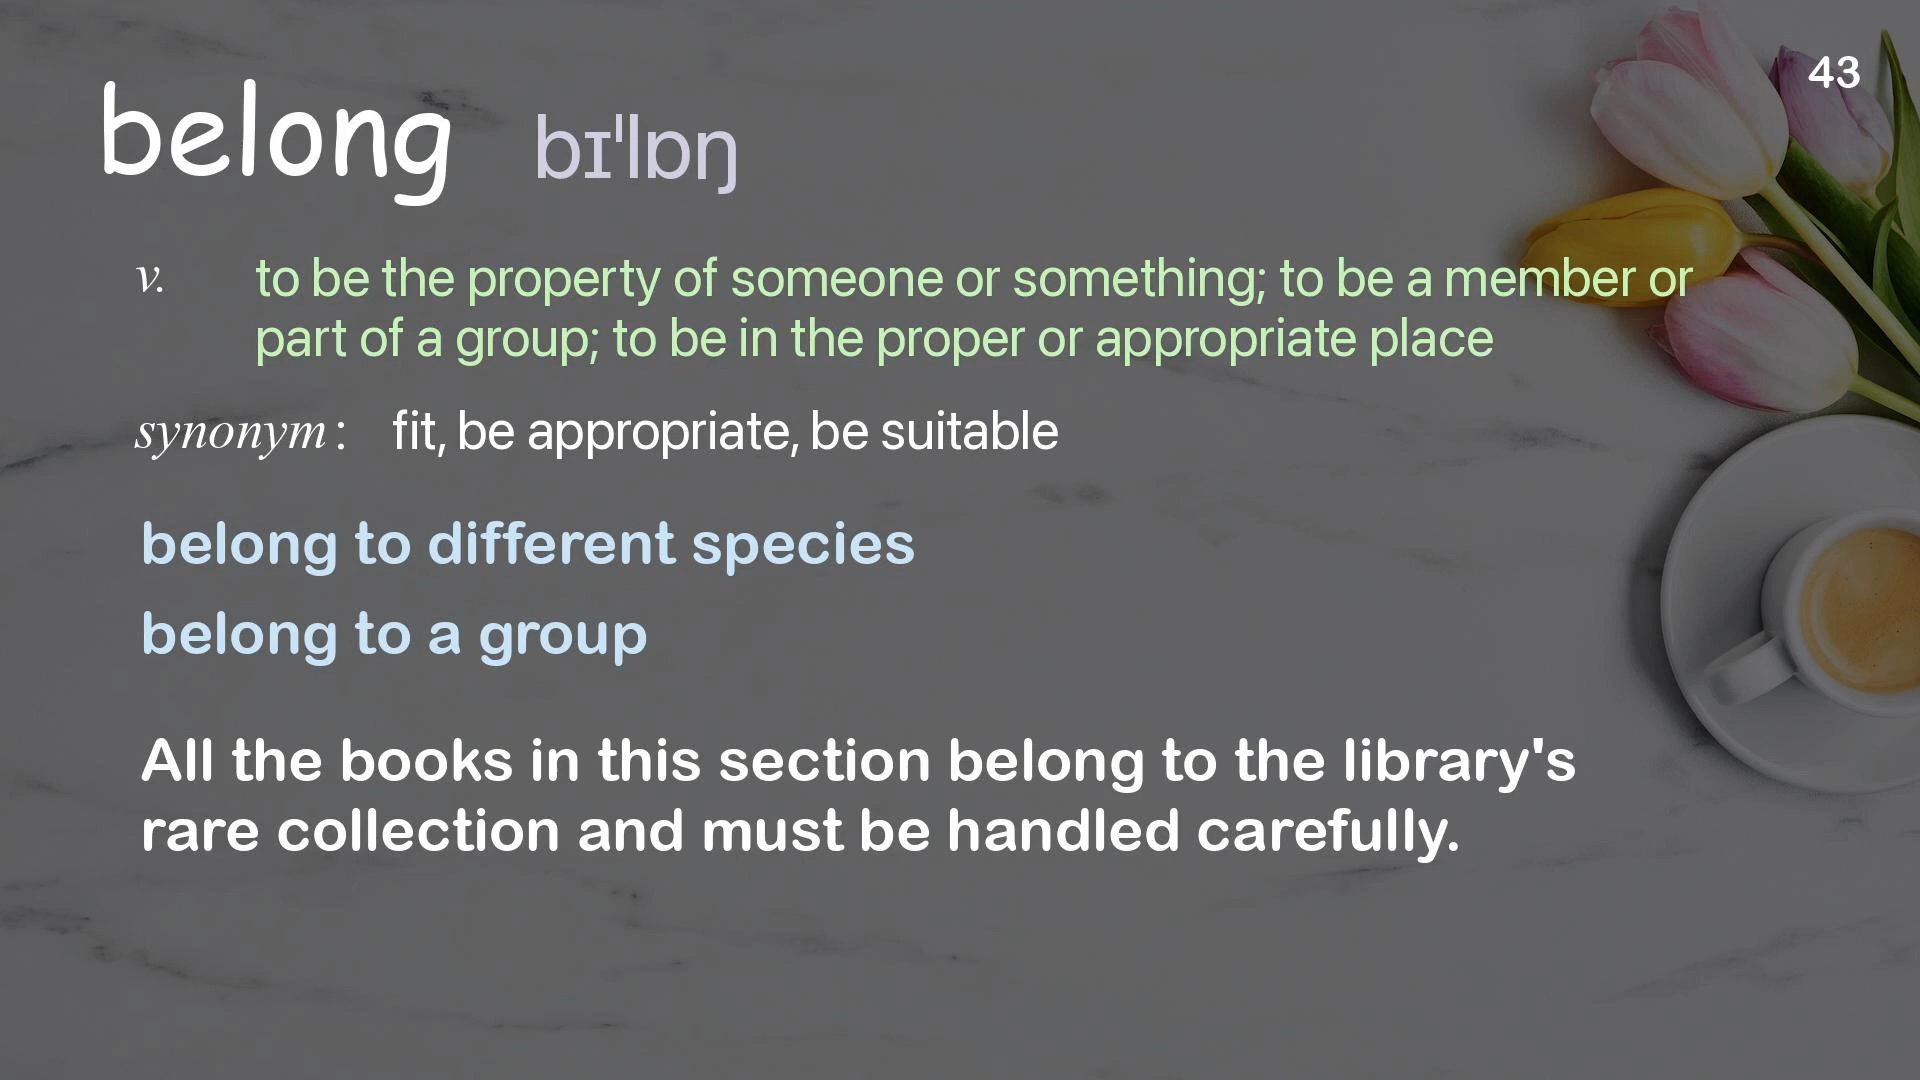 43
belong bɪˈlɒŋ
v. to be the property of someone or something; to be a member or
part of a group; to be in the proper or appropriate place
synonym : fit, be appropriate, be suitable
belong to different species
belong to a group
All the books in this section belong to the library's
rare collection and must be handled carefully.